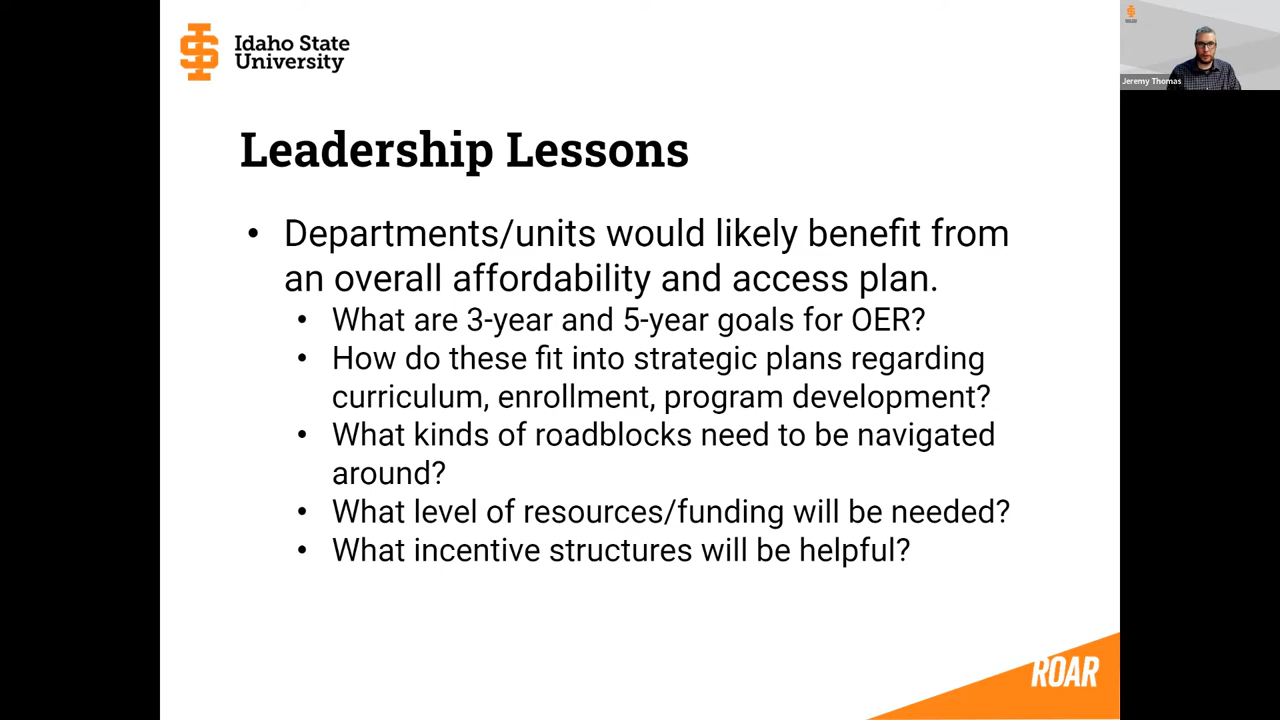 Idaho State
University
Jeremy Thomas
Leadership Lessons
• Departments/units would likely benefit from
an overall affordability and access plan.
• What are 3-year and 5-year goals for OER?
• How do these fit into strategic plans regarding
curriculum, enrollment, program development?
• What kinds of roadblocks need to be navigated
around?
• What level of resources/funding will be needed?
• What incentive structures will be helpful?
ROAR